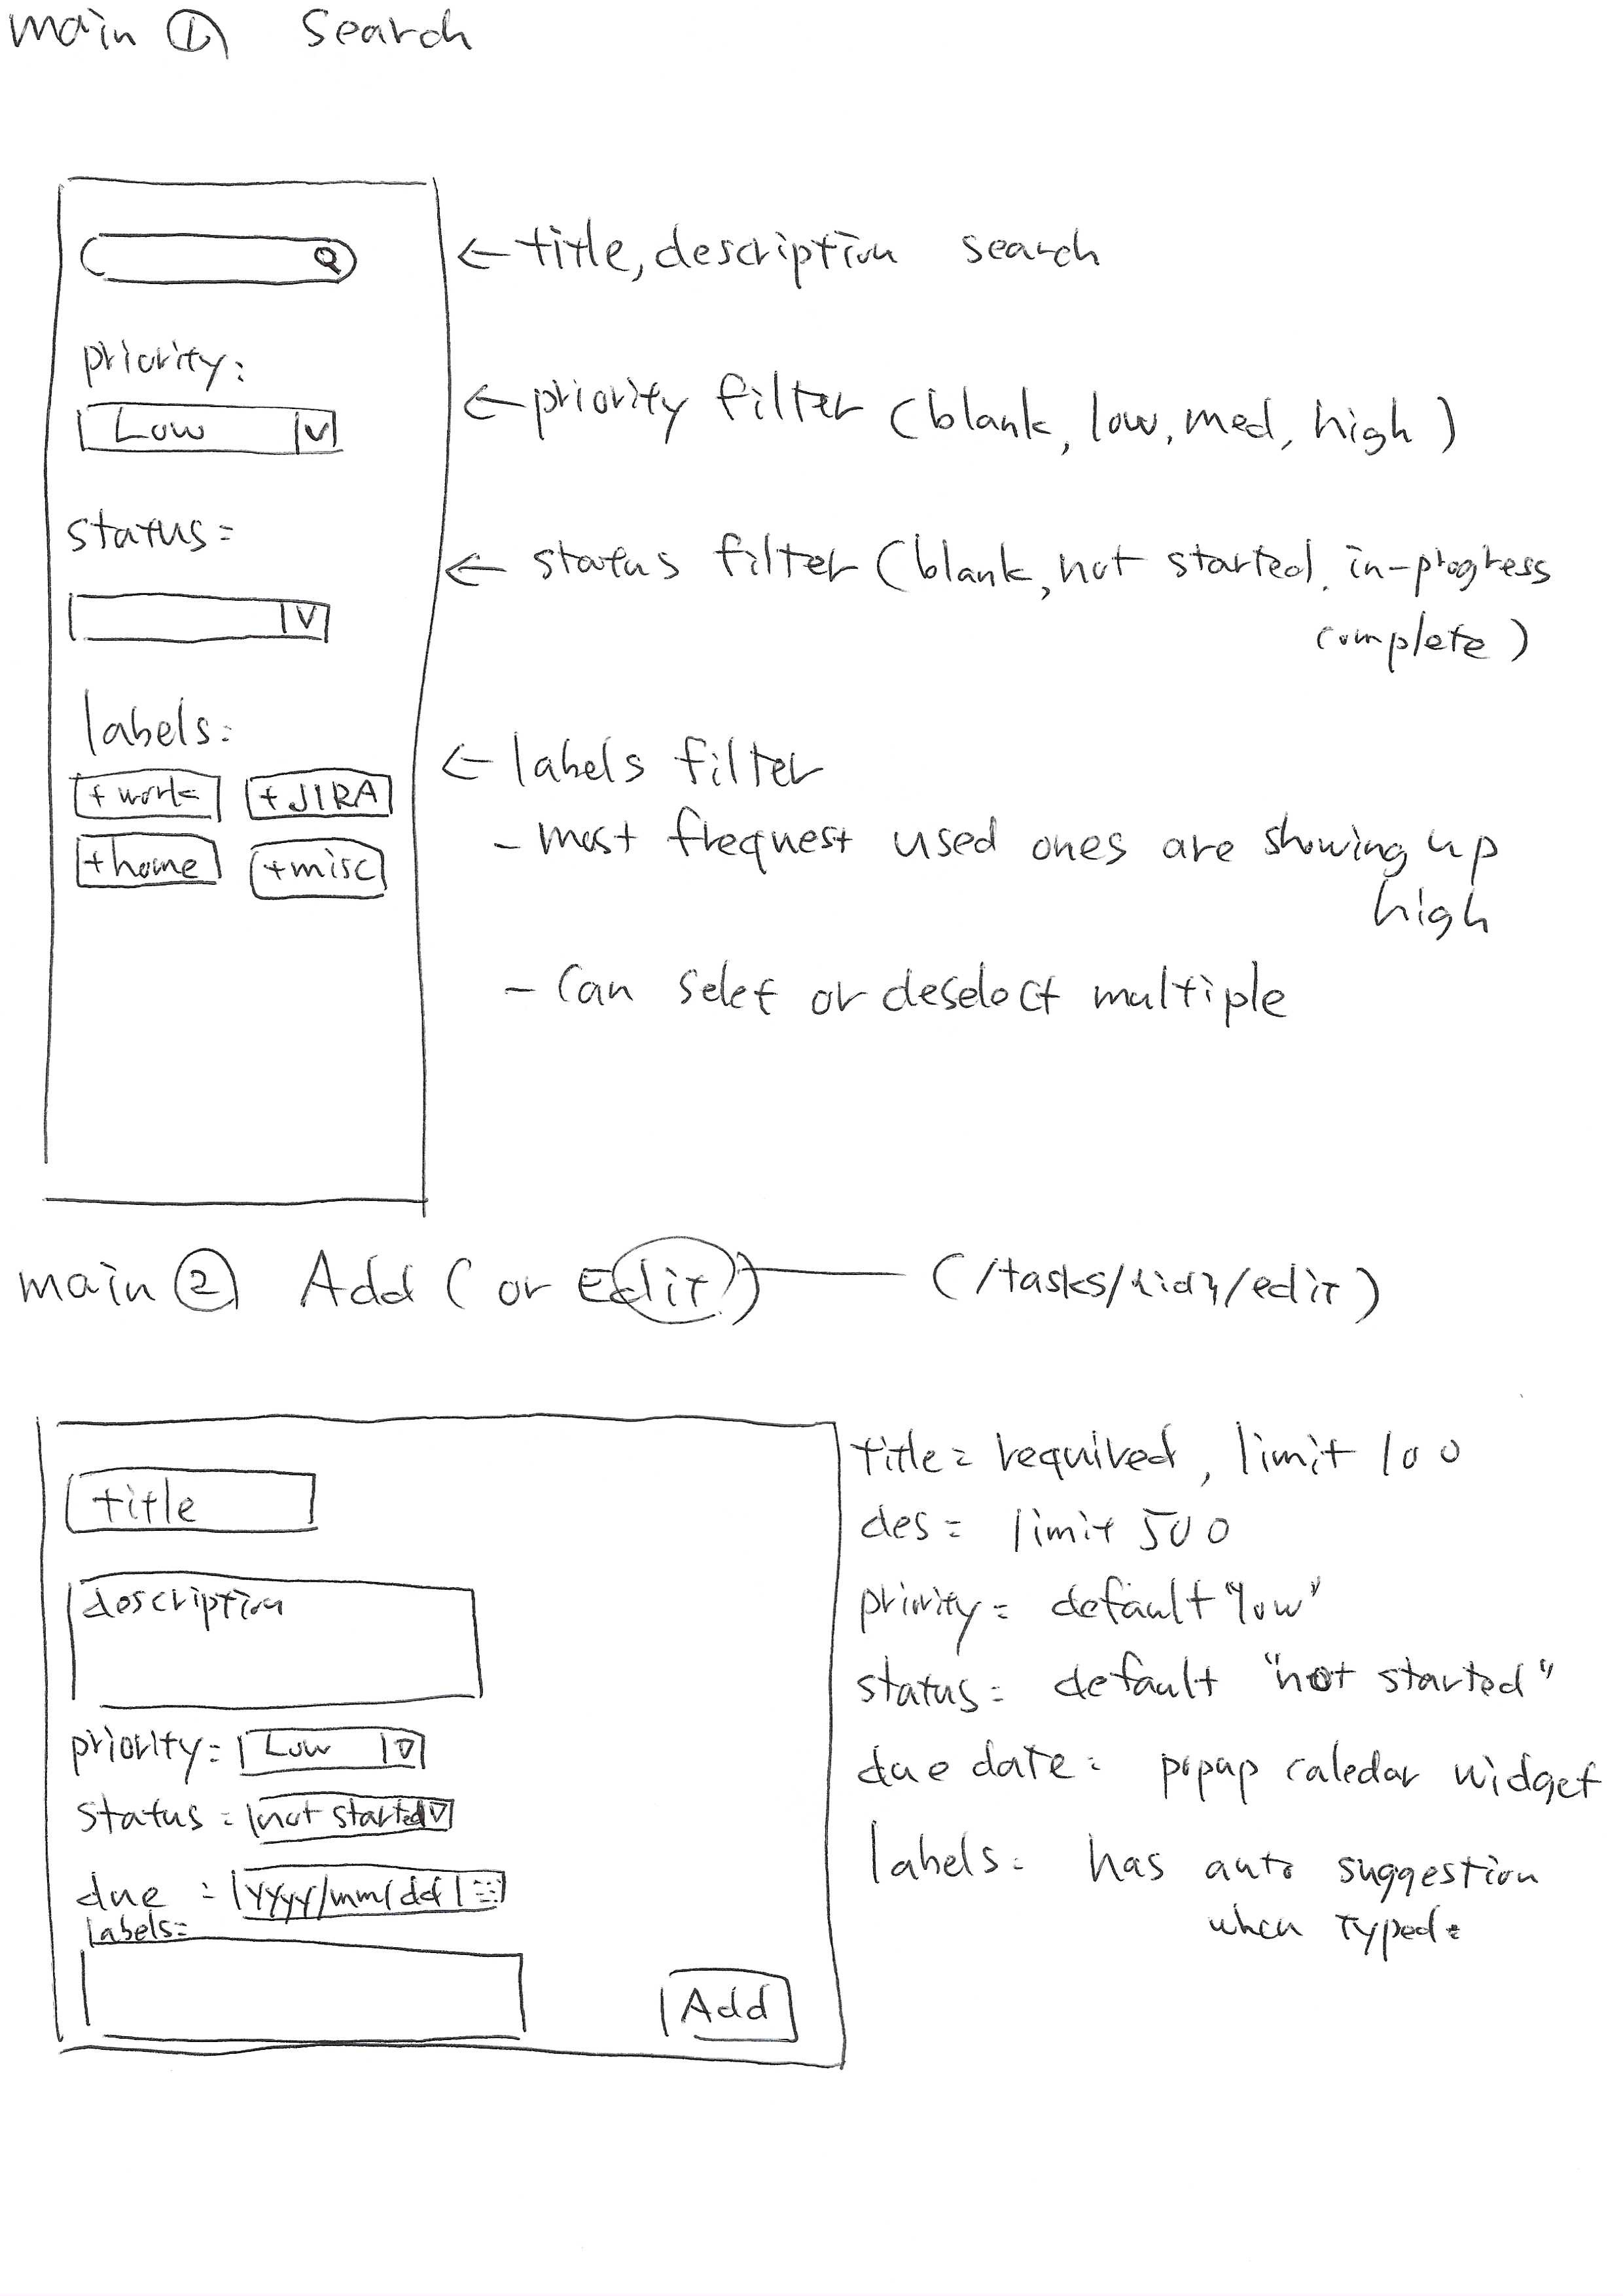 main ① search
← title, description search
priority:
Low
← priority filter (blank, low, med, high)
status:
← status filter (blank, not started, in-progress
complete)
labels:
+ work + JIRA
+ home + misc
← labels filter
- most frequest used ones are showing up
high
- Can selet or deselect multiple
main ② Add (or Edit) (/tasks/{id}/edit)
title
description
priority: Low
status: not started
due : yyyy/mm/dd
labels:
Add
title: required, limit 100
des: limit 500
priority: default "low"
status: default "not started"
due date: popup caledar widget
labels: has auto suggestion
when typed.